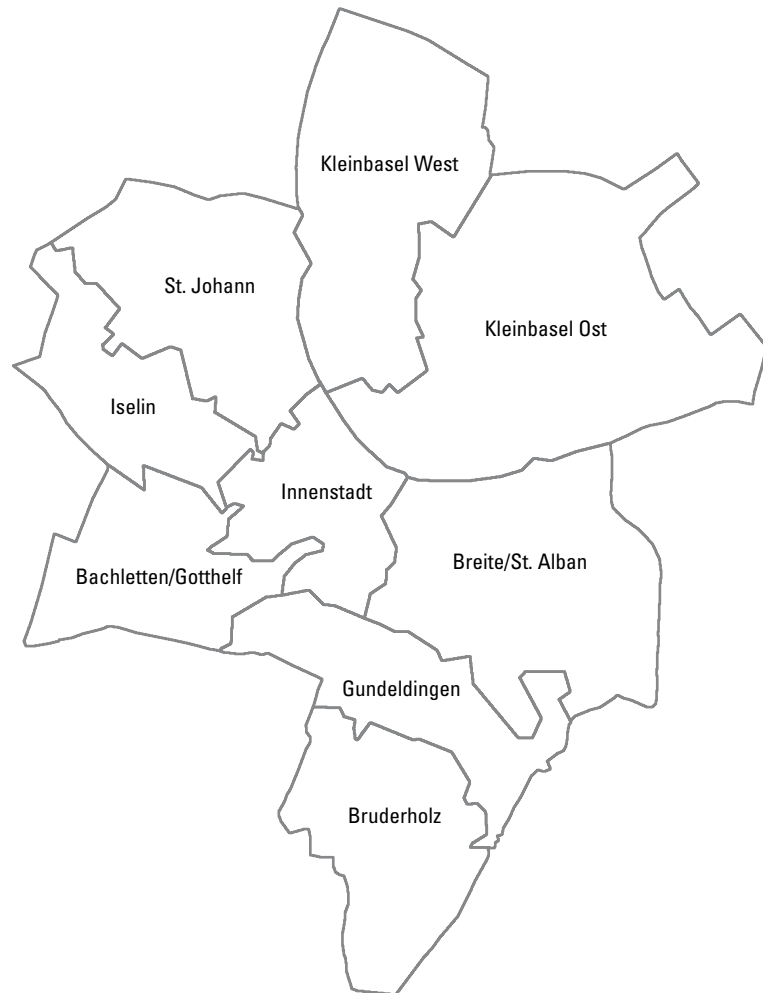 Kleinbasel West
St. Johann
Kleinbasel Ost
Iselin
Innenstadt
Breite/St. Alban
Bachletten/Gotthelf
Gundeldingen
Bruderholz